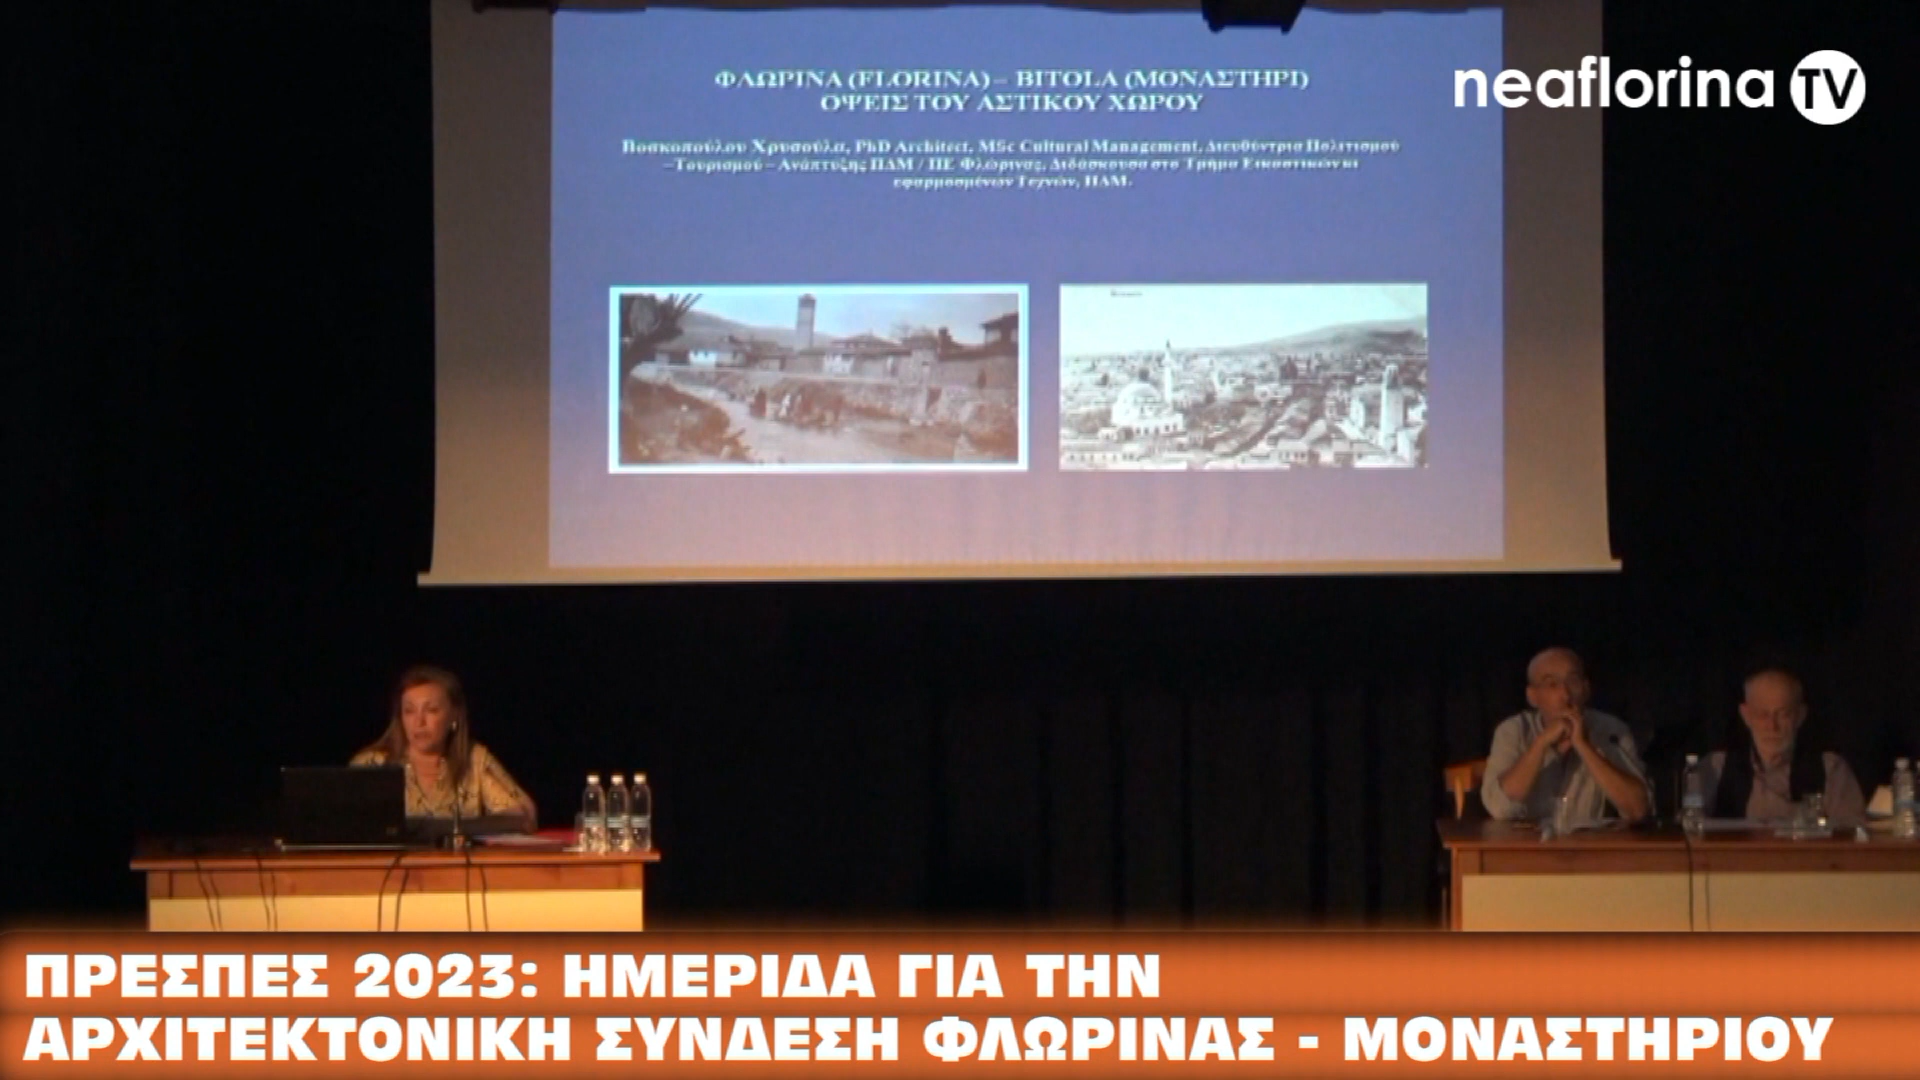 ΦΛΩΡΙΝΑ (FLORINA) – BITOLA (ΜΟΝΑΣΤΗΡΙ)
ΟΨΕΙΣ ΤΟΥ ΑΣΤΙΚΟΥ ΧΩΡΟΥ
Ποσκοπούλου Χρυσούλα, PhD Architect, MSc Cultural Management, Διευθύντρια Πολιτισμού
–Τουρισμού – Ανάπτυξης ΠΔΜ / ΠΕ Φλώρινας, Διδάσκουσα στο Τμήμα Εικαστικών κι
εφαρμοσμένων Τεχνών, ΠΔΜ.
neaflorina TV
ΠΡΕΣΠΕΣ 2023: ΗΜΕΡΙΔΑ ΓΙΑ ΤΗΝ
ΑΡΧΙΤΕΚΤΟΝΙΚΗ ΣΥΝΔΕΣΗ ΦΛΩΡΙΝΑΣ - ΜΟΝΑΣΤΗΡΙΟΥ